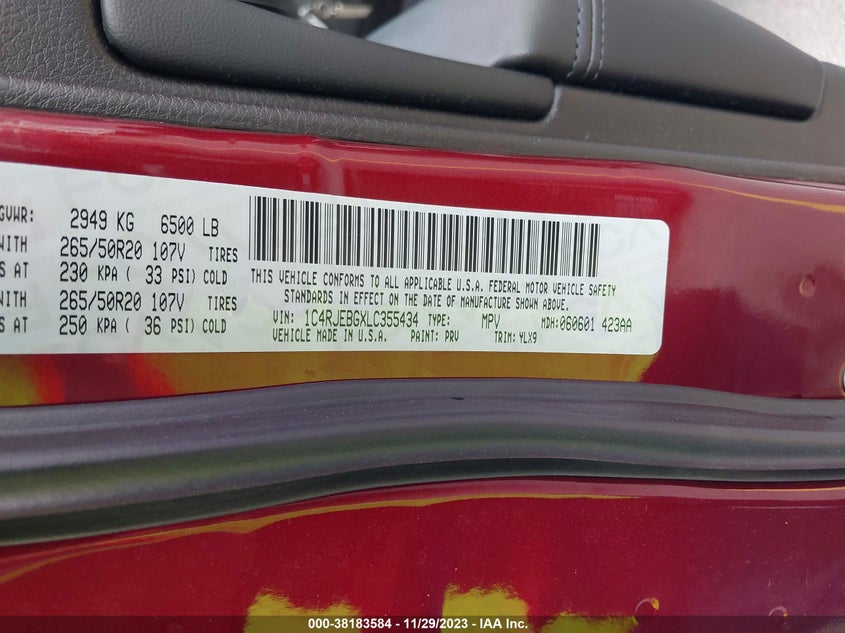 GVWR: 2949 KG 6500 LB
WITH 265/50R20 107V TIRES
S AT 230 KPA ( 33 PSI) COLD
WITH 265/50R20 107V TIRES
S AT 250 KPA ( 36 PSI) COLD
THIS VEHICLE CONFORMS TO ALL APPLICABLE U.S.A. FEDERAL MOTOR VEHICLE SAFETY
STANDARDS IN EFFECT ON THE DATE OF MANUFACTURE SHOWN ABOVE.
VIN: 1C4RJEBGXLC355434 TYPE: MPV MDH:060601 423AA
VEHICLE MADE IN U.S.A. PAINT: PRV TRIM: YLX9
000-38183584 - 11/29/2023 - IAA Inc.